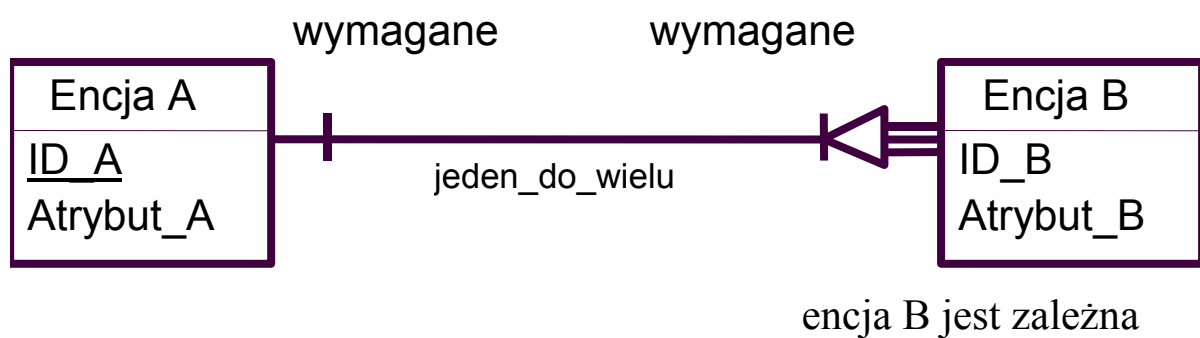 wymagane wymagane
Encja A
ID_A
Atrybut_A
jeden_do_wielu
Encja B
ID_B
Atrybut_B
encja B jest zależna